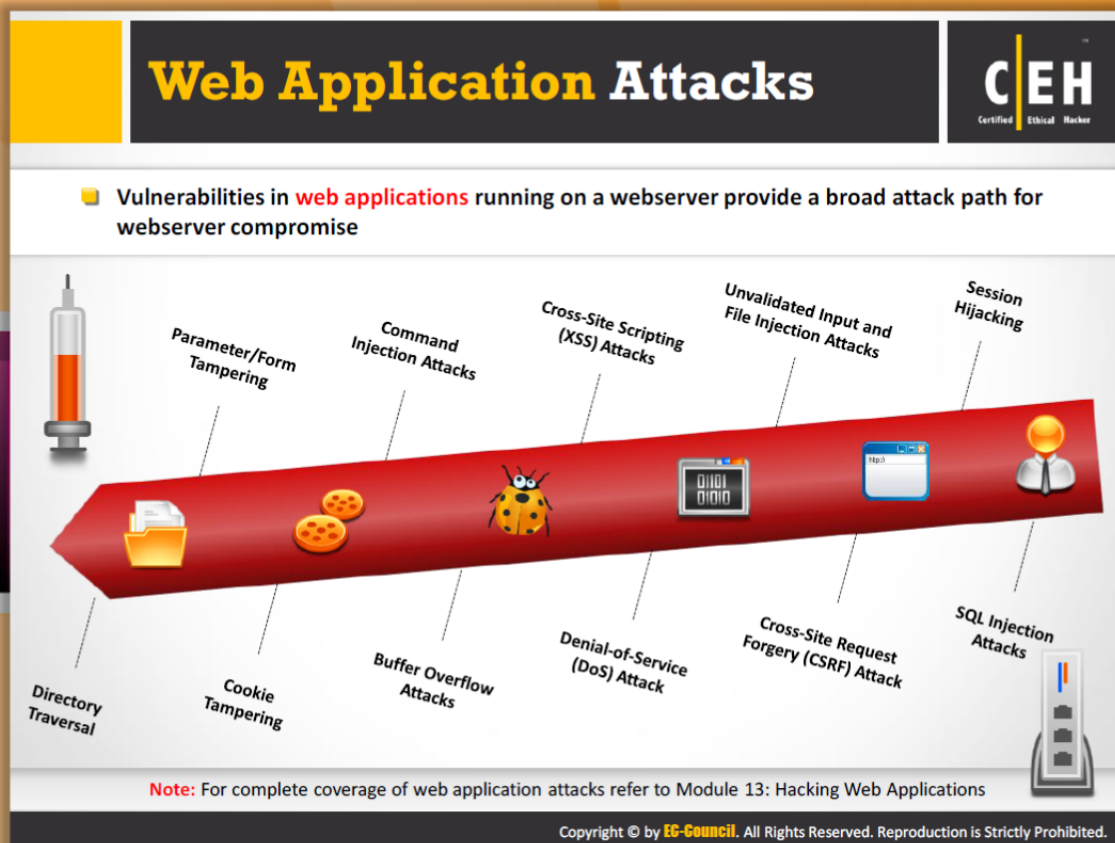 Web Application Attacks
CEH
™
Certified Ethical Hacker
Vulnerabilities in web applications running on a webserver provide a broad attack path for
webserver compromise
Parameter/Form
Tampering
Command
Injection Attacks
Cross-Site Scripting
(XSS) Attacks
Unvalidated Input and
File Injection Attacks
Session
Hijacking
http://
01101
01010
Directory
Traversal
Cookie
Tampering
Buffer Overflow
Attacks
Denial-of-Service
(DoS) Attack
Cross-Site Request
Forgery (CSRF) Attack
SQL Injection
Attacks
Note: For complete coverage of web application attacks refer to Module 13: Hacking Web Applications
Copyright © by EC-Council. All Rights Reserved. Reproduction is Strictly Prohibited.